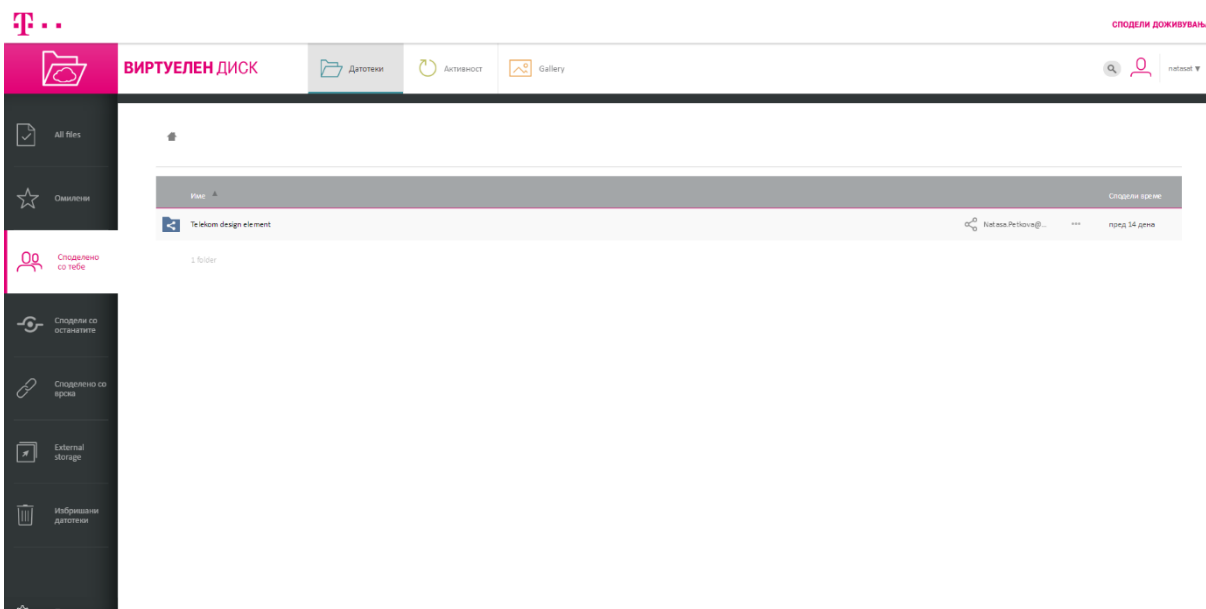 СПОДЕЛИ ДОЖИВУВАЊ
ВИРТУЕЛЕН ДИСК
Датотеки
Активност
Gallery
natasat
All files
Омилени
Споделено
со тебе
Сподели со
останатите
Споделено со
врска
External
storage
Избришани
датотеки
Име
Сподели време
Telekom design element
Natasa.Petkova@...
пред 14 дена
1 folder